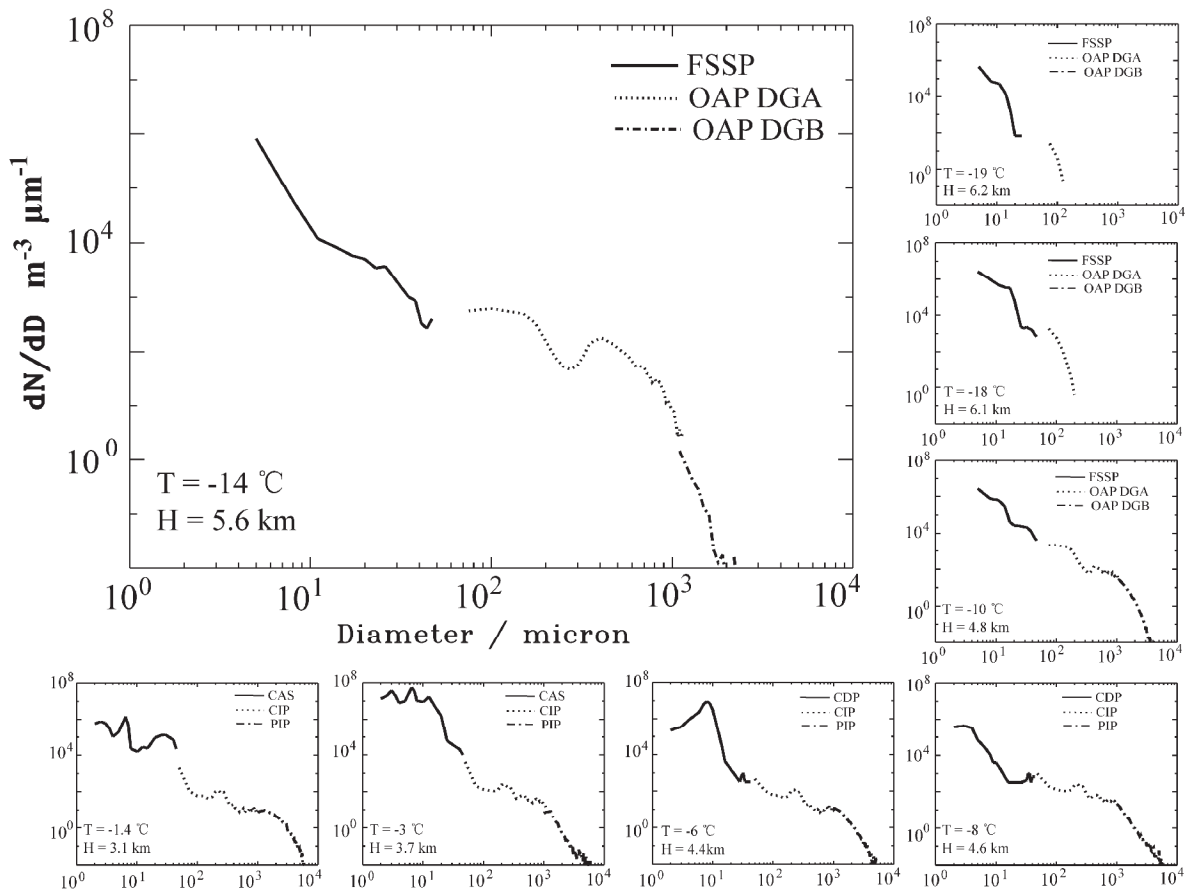 10^8
10^4
10^0
dN/dD m^-3 μm^-1
FSSP
OAP DGA
OAP DGB
T = -14 ℃
H = 5.6 km
10^0 10^1 10^2 10^3 10^4
Diameter / micron
10^8
10^4
10^0
FSSP
OAP DGA
OAP DGB
T = -19 ℃
H = 6.2 km
10^0 10^1 10^2 10^3 10^4
10^8
10^4
10^0
FSSP
OAP DGA
OAP DGB
T = -18 ℃
H = 6.1 km
10^0 10^1 10^2 10^3 10^4
10^8
10^4
10^0
FSSP
OAP DGA
OAP DGB
T = -10 ℃
H = 4.8 km
10^0 10^1 10^2 10^3 10^4
10^8
10^4
10^0
CAS
CIP
PIP
T = -1.4 ℃
H = 3.1 km
10^0 10^1 10^2 10^3 10^4
10^8
10^4
10^0
CAS
CIP
PIP
T = -3 ℃
H = 3.7 km
10^0 10^1 10^2 10^3 10^4
10^8
10^4
10^0
CDP
CIP
PIP
T = -6 ℃
H = 4.4km
10^0 10^1 10^2 10^3 10^4
10^8
10^4
10^0
CDP
CIP
PIP
T = -8 ℃
H = 4.6 km
10^0 10^1 10^2 10^3 10^4